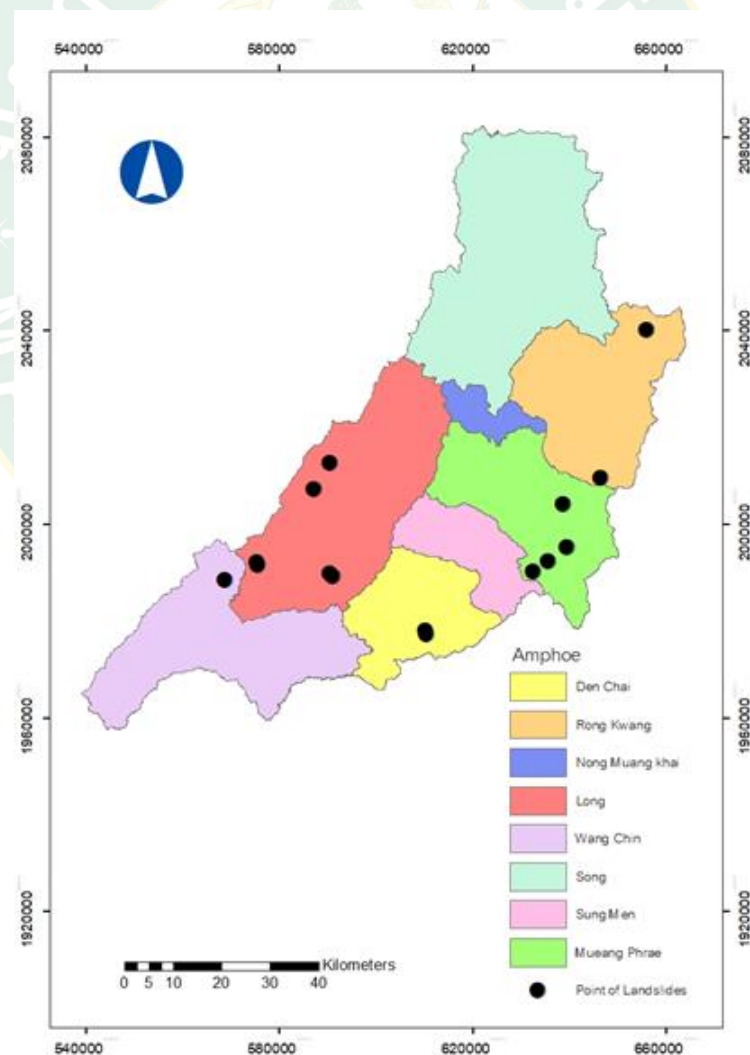 540000 580000 620000 660000
2080000 2080000
2040000 2040000
2000000 2000000
1960000 1960000
1920000 1920000
Amphoe
Den Chai
Rong Kwang
Nong Muang khai
Long
Wang Chin
Song
Sung Men
Mueang Phrae
Point of Landslides
Kilometers
0 5 10 20 30 40
540000 580000 620000 660000